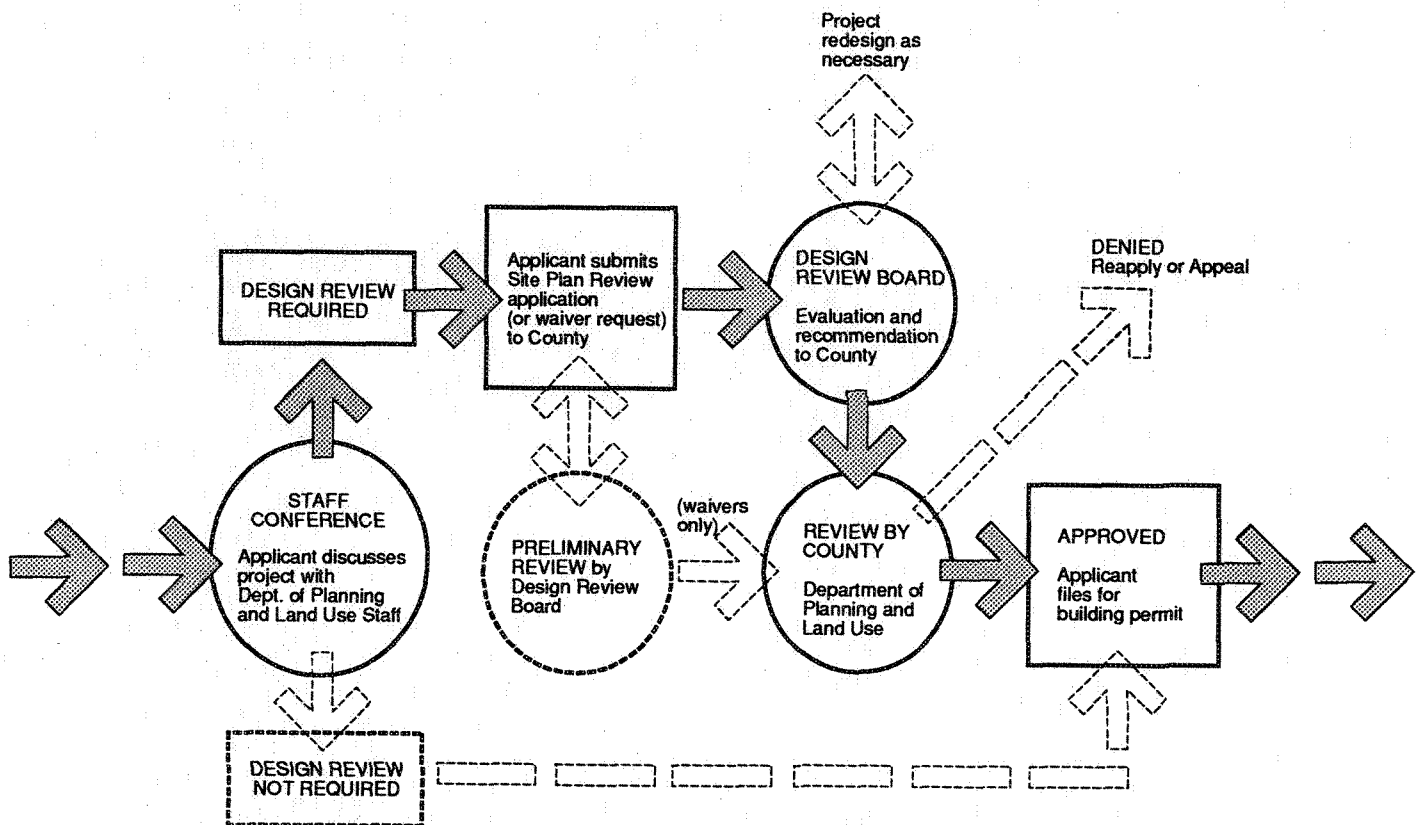 Project
redesign as
necessary
DESIGN REVIEW
REQUIRED
Applicant submits
Site Plan Review
application
(or waiver request)
to County
DESIGN
REVIEW BOARD
Evaluation and
recommendation
to County
DENIED
Reapply or Appeal
STAFF
CONFERENCE
Applicant discusses
project with
Dept. of Planning
and Land Use Staff
PRELIMINARY
REVIEW by
Design Review
Board
(waivers
only)
REVIEW BY
COUNTY
Department of
Planning and
Land Use
APPROVED
Applicant
files for
building permit
DESIGN REVIEW
NOT REQUIRED